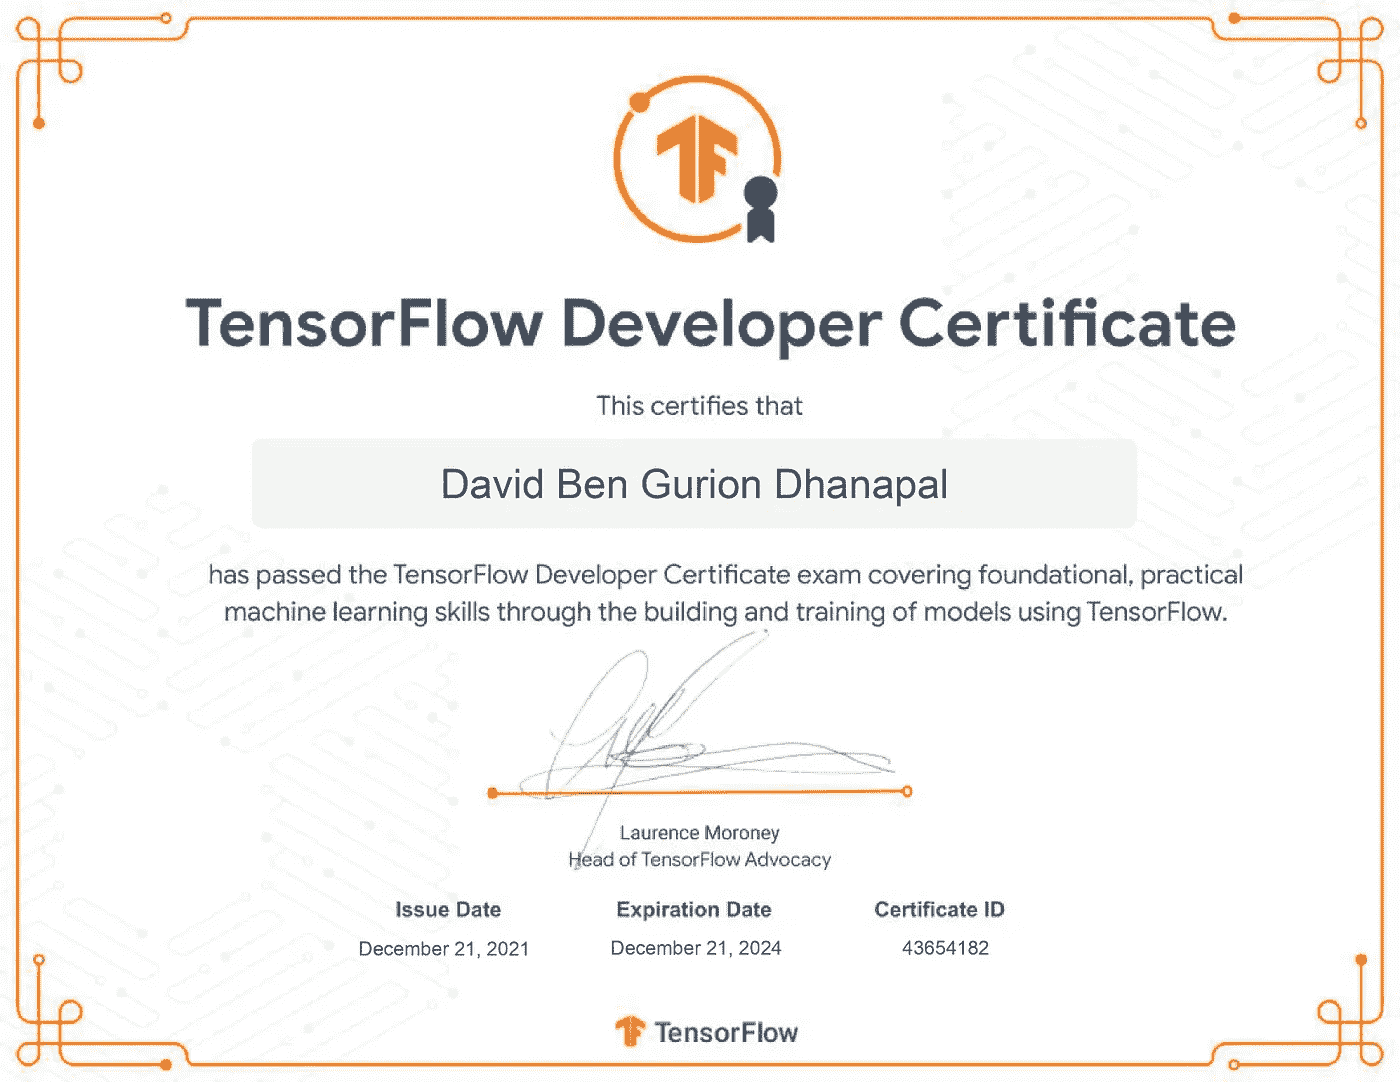 TensorFlow Developer Certificate
This certifies that
David Ben Gurion Dhanapal
has passed the TensorFlow Developer Certificate exam covering foundational, practical
machine learning skills through the building and training of models using TensorFlow.
Laurence Moroney
Head of TensorFlow Advocacy
Issue Date Expiration Date Certificate ID
December 21, 2021 December 21, 2024 43654182
TensorFlow